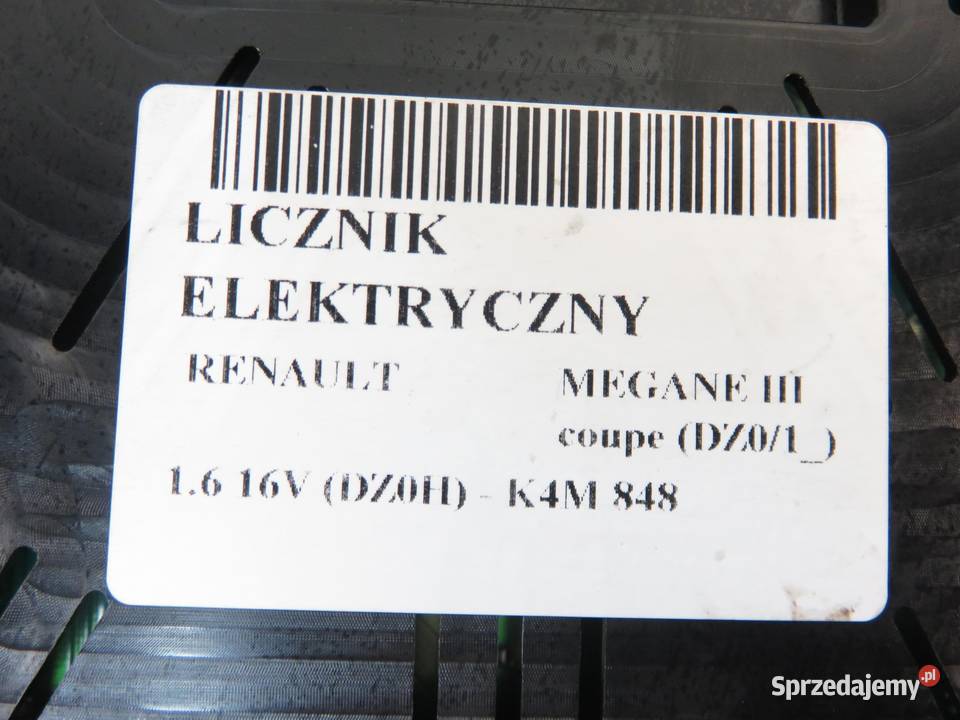 LICZNIK
ELEKTRYCZNY
RENAULT MEGANE III
coupe (DZ0/1_)
1.6 16V (DZ0H) - K4M 848
Sprzedajemy.pl